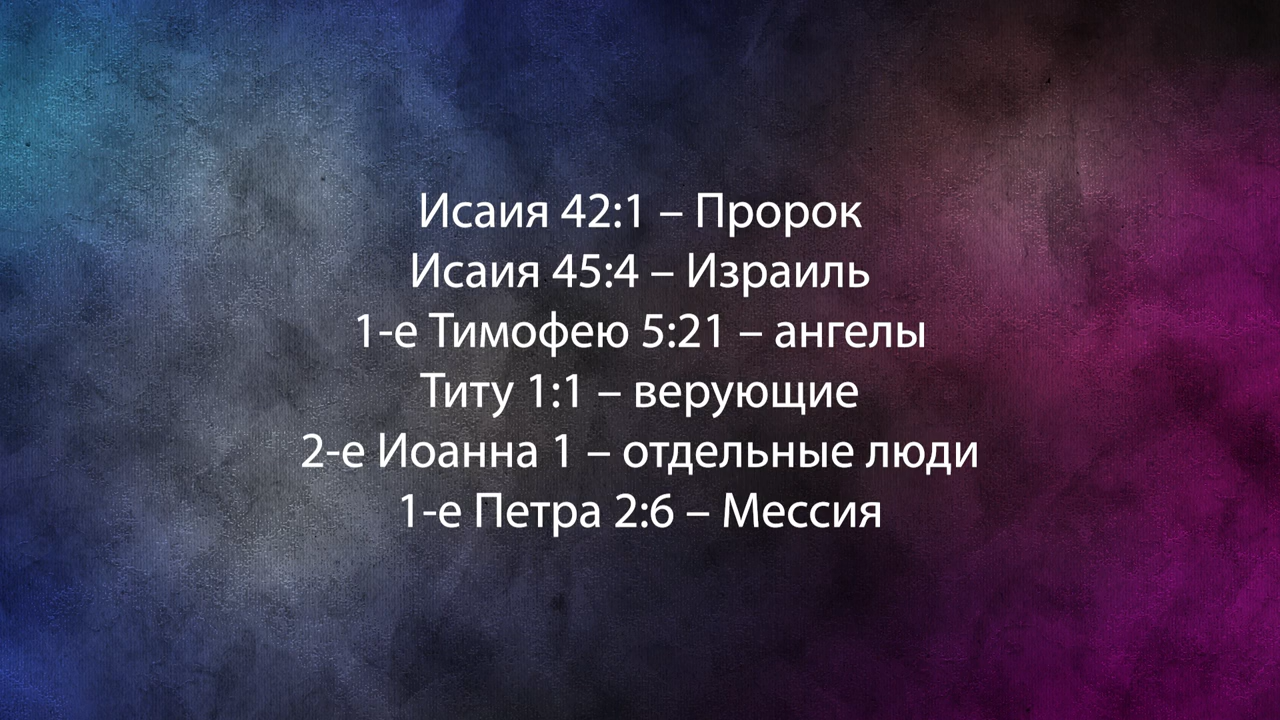 Исаия 42:1 – Пророк
Исаия 45:4 – Израиль
1-е Тимофею 5:21 – ангелы
Титу 1:1 – верующие
2-е Иоанна 1 – отдельные люди
1-е Петра 2:6 – Мессия